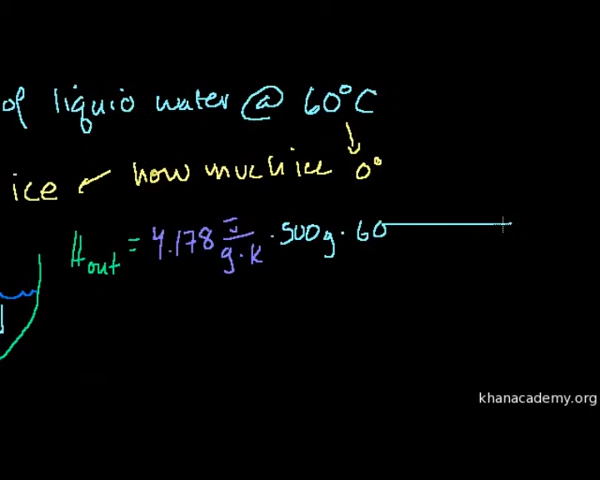 of liquid water @ 60°C
ice ← how much ice 0°
Hout = 4.178 J/g·K · 500g · 60
khanacademy.org